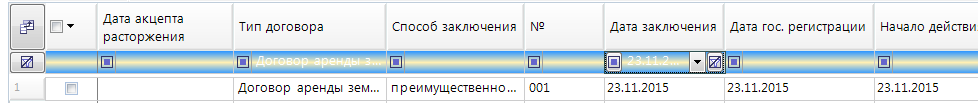 Дата акцепта расторжения Тип договора Способ заключения № Дата заключения Дата гос. регистрации Начало действи
Договор аренды з... 23.11.2...
1 Договор аренды зем... преимущественно... 001 23.11.2015 23.11.2015 23.11.2015